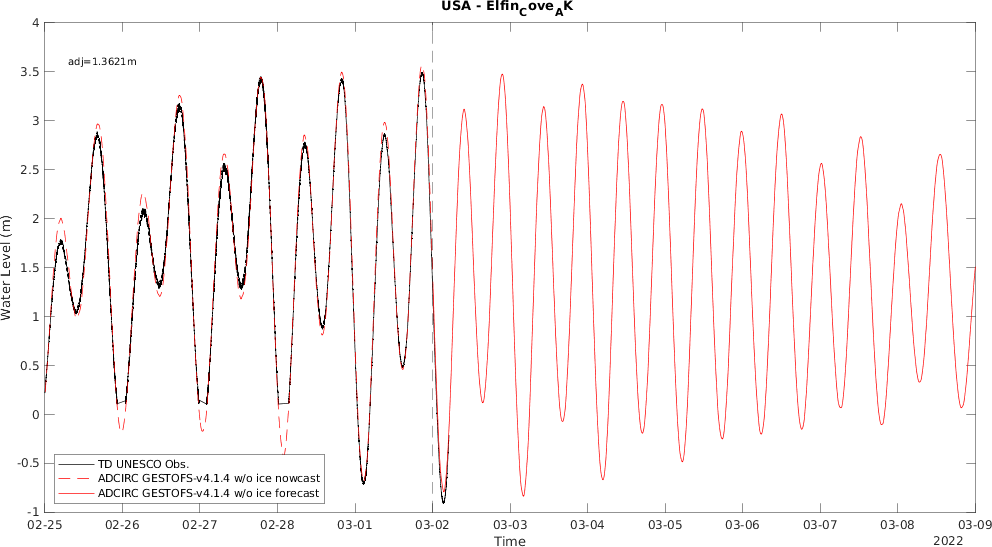 USA - ElfinCoveAK
4
3.5
3
2.5
2
1.5
1
0.5
0
-0.5
-1
Water Level (m)
adj=1.3621m
TD UNESCO Obs.
ADCIRC GESTOFS-v4.1.4 w/o ice nowcast
ADCIRC GESTOFS-v4.1.4 w/o ice forecast
02-25 02-26 02-27 02-28 03-01 03-02 03-03 03-04 03-05 03-06 03-07 03-08 03-09
Time
2022